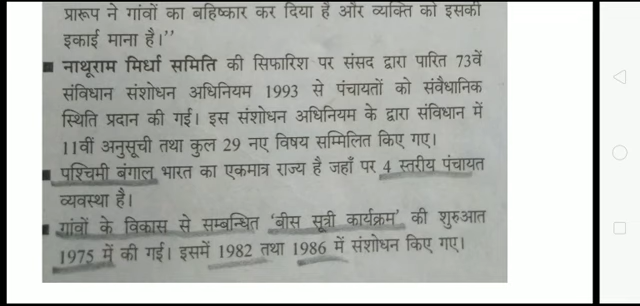 प्रारूप ने गांवों का बहिष्कार कर दिया है और व्यक्ति को इसकी
इकाई माना है।’’
■ नाथूराम मिर्धा समिति की सिफारिश पर संसद द्वारा पारित 73वें
संविधान संशोधन अधिनियम 1993 से पंचायतों को संवैधानिक
स्थिति प्रदान की गई। इस संशोधन अधिनियम के द्वारा संविधान में
11वीं अनुसूची तथा कुल 29 नए विषय सम्मिलित किए गए।
■ पश्चिमी बंगाल भारत का एकमात्र राज्य है जहाँ पर 4 स्तरीय पंचायत
व्यवस्था है।
■ गांवों के विकास से सम्बन्धित ‘बीस सूत्री कार्यक्रम’ की शुरुआत
1975 में की गई। इसमें 1982 तथा 1986 में संशोधन किए गए।